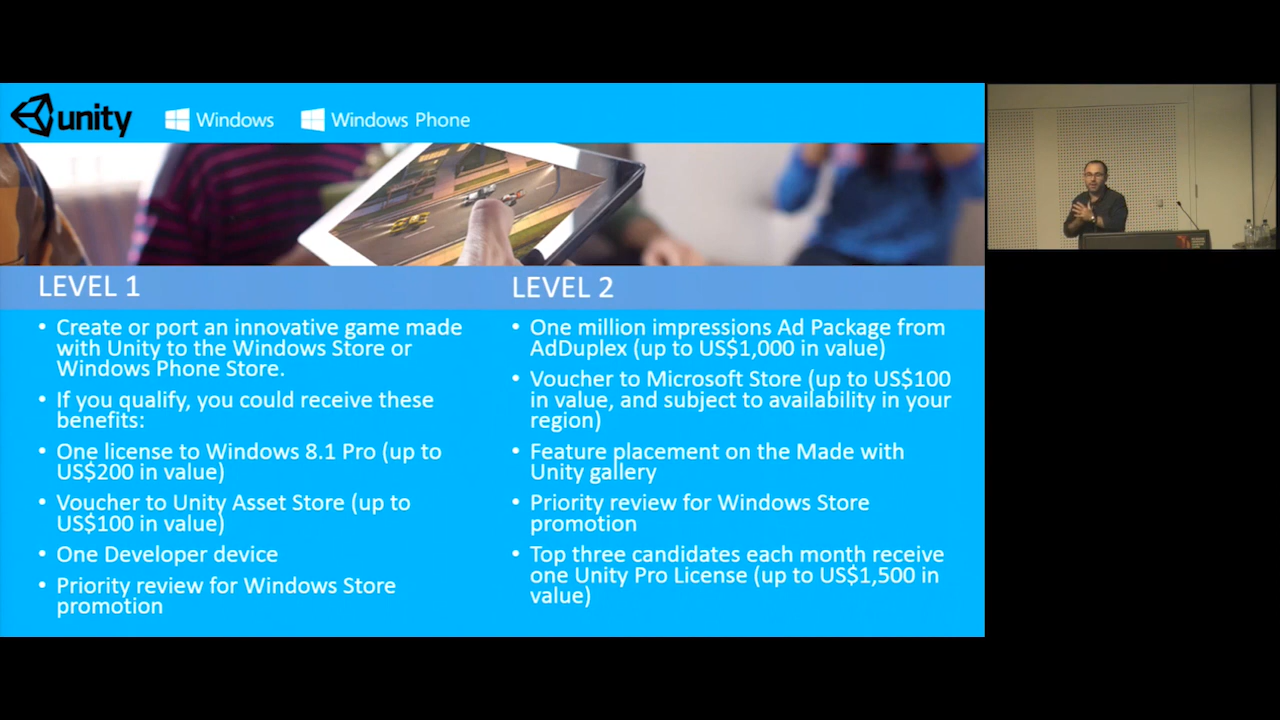 unity
Windows
Windows Phone
LEVEL 1
• Create or port an innovative game made
with Unity to the Windows Store or
Windows Phone Store.
• If you qualify, you could receive these
benefits:
• One license to Windows 8.1 Pro (up to
US$200 in value)
• Voucher to Unity Asset Store (up to
US$100 in value)
• One Developer device
• Priority review for Windows Store
promotion
LEVEL 2
• One million impressions Ad Package from
AdDuplex (up to US$1,000 in value)
• Voucher to Microsoft Store (up to US$100
in value, and subject to availability in your
region)
• Feature placement on the Made with
Unity gallery
• Priority review for Windows Store
promotion
• Top three candidates each month receive
one Unity Pro License (up to US$1,500 in
value)